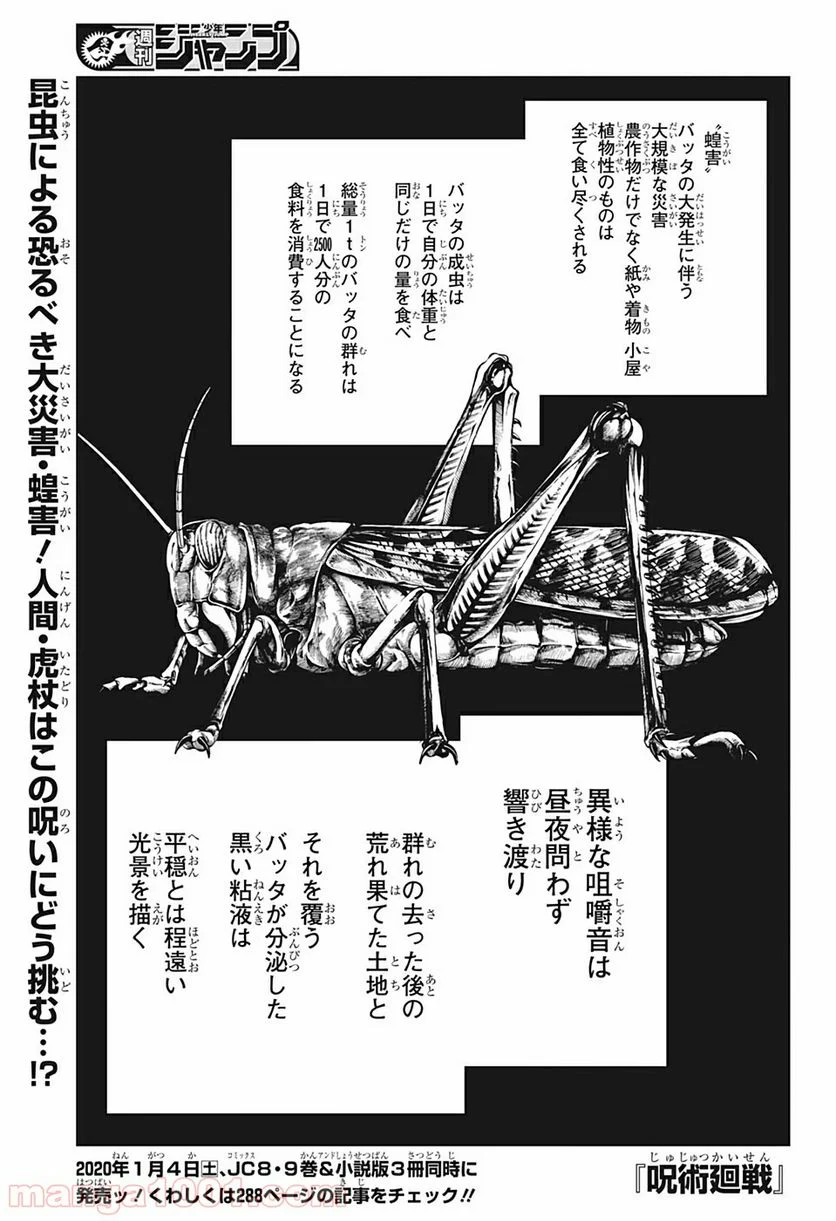 週刊少年ジャンプ
〝蝗害〟
バッタの大発生に伴う
大規模な災害
農作物だけでなく紙や着物 小屋
植物性のものは
全て食い尽くされる
バッタの成虫は
1日で自分の体重と
同じだけの量を食べ
総量1tのバッタの群れは
1日で2500人分の
食料を消費することになる
異様な咀嚼音は
昼夜問わず
響き渡り
群れの去った後の
荒れ果てた土地と
それを覆う
バッタが分泌した
黒い粘液は
平穏とは程遠い
光景を描く
昆虫による恐るべき大災害・蝗害!人間・虎杖はこの呪いにどう挑む…!?
2020年1月4日土、JC8・9巻&小説版3冊同時に
発売ッ!くわしくは288ページの記事をチェック!!
『呪術廻戦』
manga1001.com